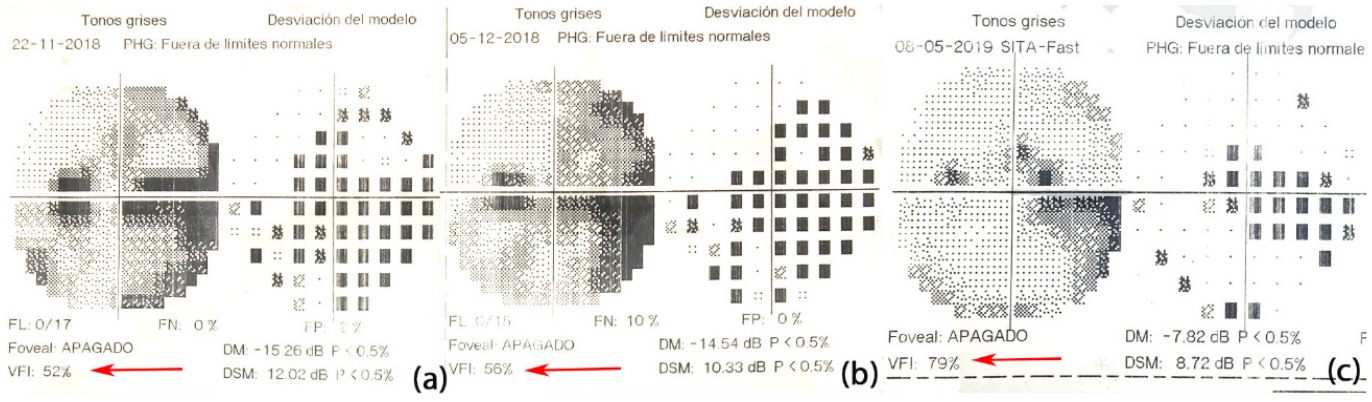 Tonos grises Desviación del modelo
22-11-2018 PHG: Fuera de limites normales
FL: 0/17 FN: 0 % FP: %
Foveal: APAGADO DM: -15.26 dB P < 0.5%
VFI: 52% DSM: 12.02 dB P < 0.5%
(a)
Tonos grises Desviación del modelo
05-12-2018 PHG: Fuera de limites normales
FL: 0/15 FN: 10 % FP: 0 %
Foveal: APAGADO DM: -14.54 dB P < 0.5%
VFI: 56% DSM: 10.33 dB P < 0.5%
(b)
Tonos grises Desviación del modelo
08-05-2019 SITA-Fast PHG: Fuera de limites normale
Foveal: APAGADO DM: -7.82 dB P < 0.5%
VFI: 79% DSM: 8.72 dB P < 0.5%
(c)